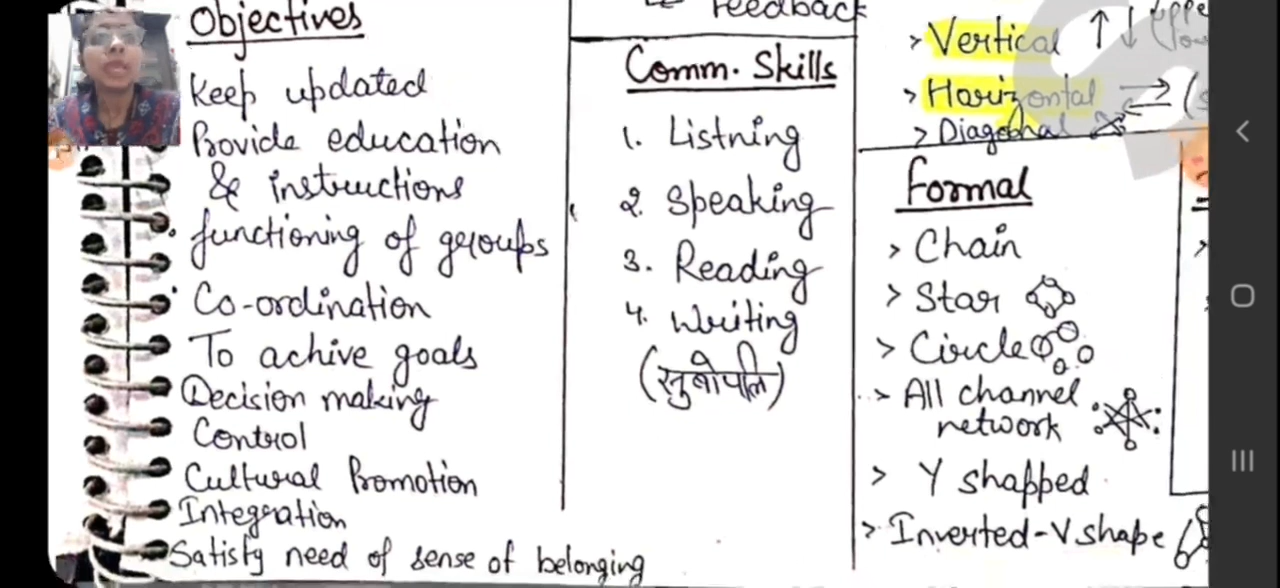 Objectives
Keep updated
Provide education
& instructions
functioning of groups
Co-ordination
To achive goals
Decision making
Control
Cultural Promotion
Integration
Satisfy need of sense of belonging
Feedback
Comm. Skills
1. Listning
2. Speaking
3. Reading
4. Writing
(सुबोपलि)
> Vertical ↑↓
> Horizontal
> Diagonal
Formal
> Chain
> Star
> Circle
> All channel
network
> Y shapped
> Inverted-V shape